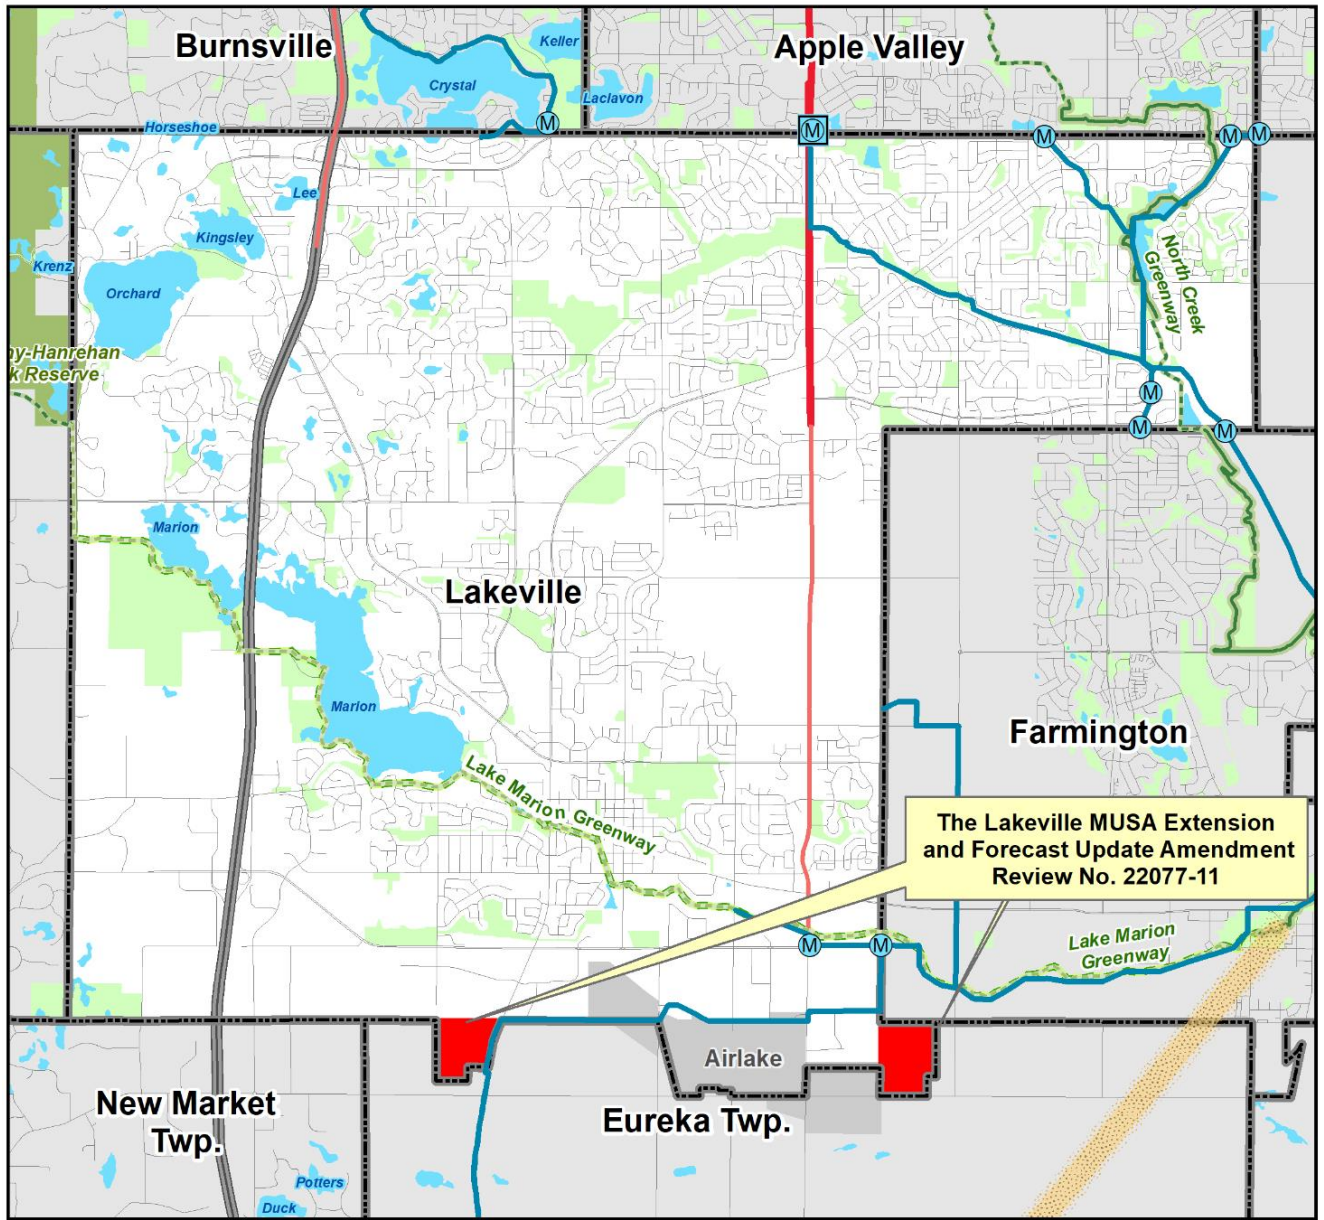 Burnsville
Apple Valley
Keller
Crystal
Laclavon
M
M
Horseshoe
M
M
M
Lee
Kingsley
Krenz
Orchard
North Creek
Greenway
ny-Hanrehan
k Reserve
M
M
M
Marion
Lakeville
Marion
Farmington
Lake Marion Greenway
The Lakeville MUSA Extension
and Forecast Update Amendment
Review No. 22077-11
M
M
Lake Marion
Greenway
Airlake
New Market
Twp.
Eureka Twp.
Potters
Duck